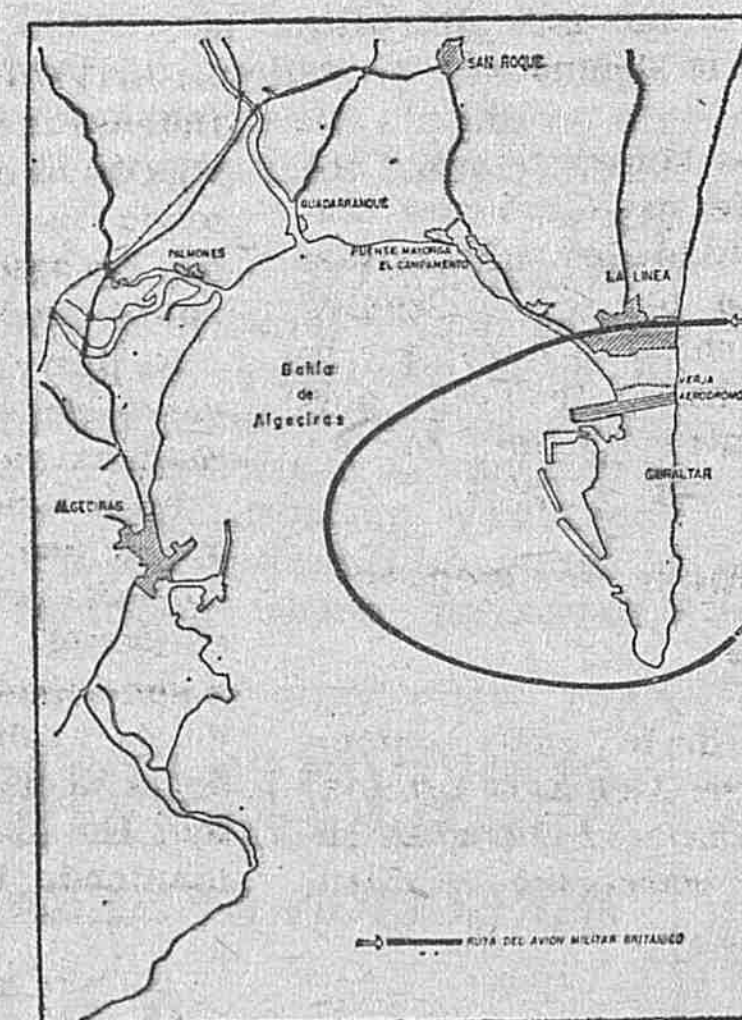 SAN ROQUE
GUADARRANQUE
PALMONES
PUENTE MAYORGA
EL CAMPAMENTO
LA LINEA
Bahía
de
Algeciras
VERJA
AERODROMO
GIBRALTAR
ALGECIRAS
RUTA DEL AVION MILITAR BRITANICO